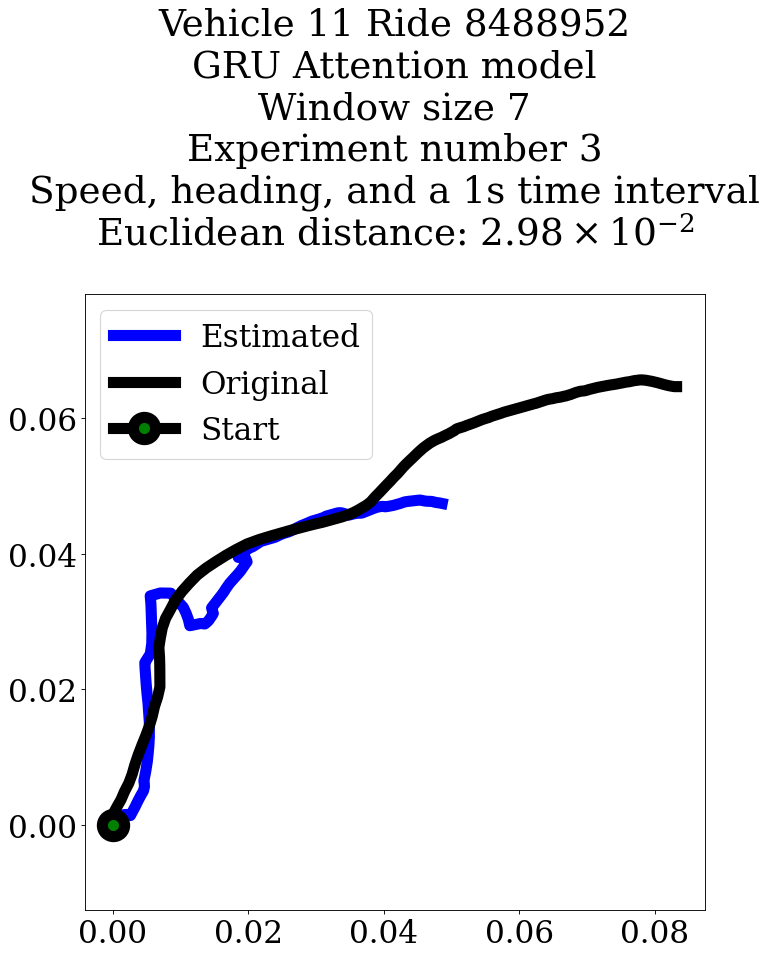 Vehicle 11 Ride 8488952
GRU Attention model
Window size 7
Experiment number 3
Speed, heading, and a 1s time interval
Euclidean distance: 2.98 × 10⁻²
Estimated
Original
Start
0.06
0.04
0.02
0.00
0.00 0.02 0.04 0.06 0.08